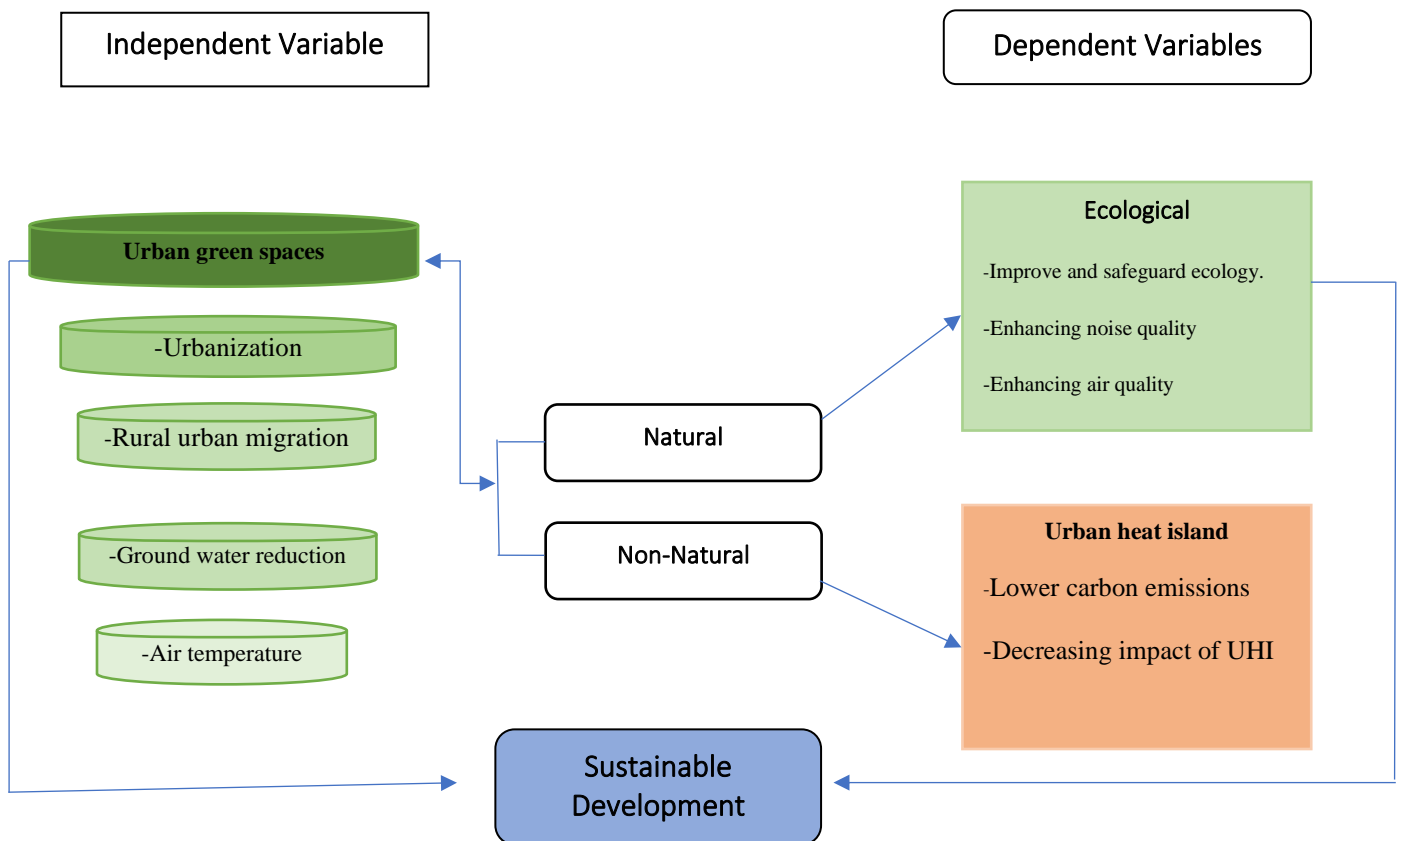 Independent Variable
Dependent Variables
Urban green spaces
-Urbanization
-Rural urban migration
-Ground water reduction
-Air temperature
Natural
Non-Natural
Ecological
-Improve and safeguard ecology.
-Enhancing noise quality
-Enhancing air quality
Urban heat island
-Lower carbon emissions
-Decreasing impact of UHI
Sustainable
Development